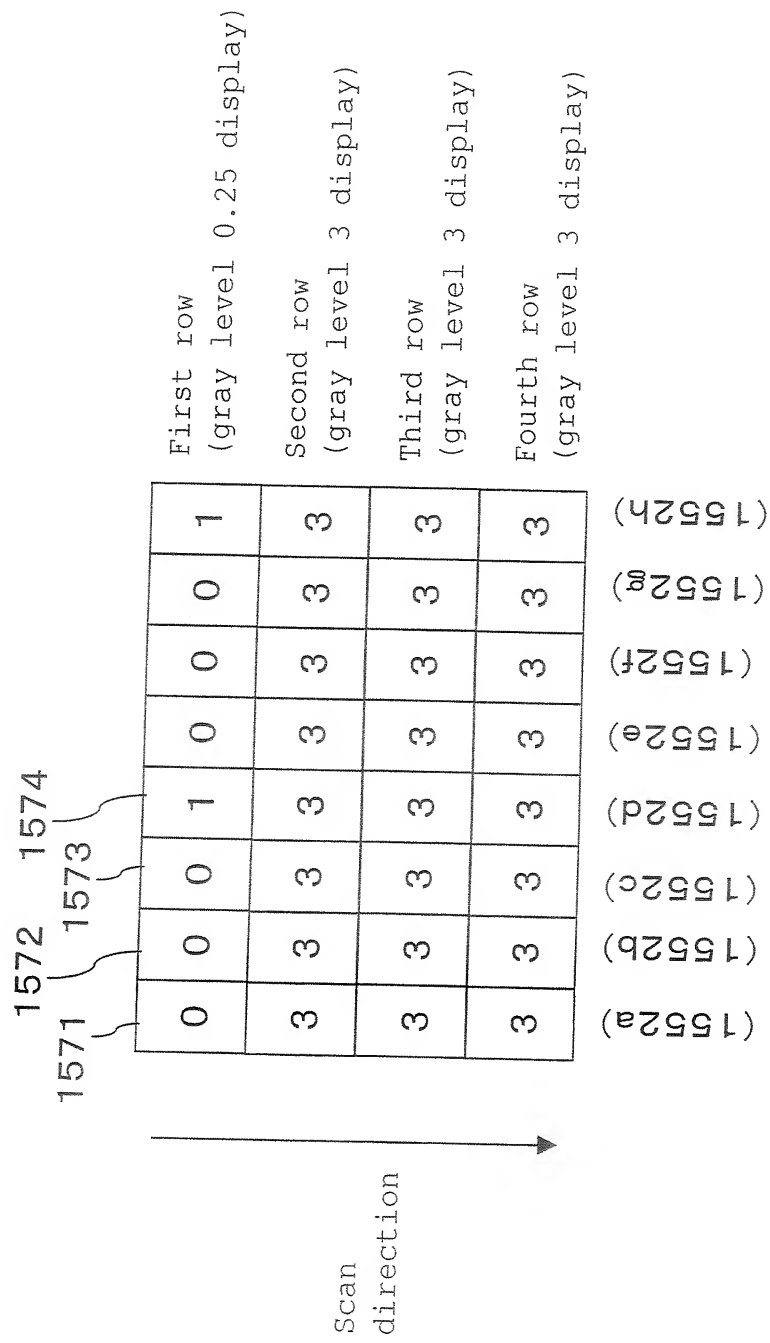 1571
1572
1573
1574
0 0 0 1 0 0 0 1
3 3 3 3 3 3 3 3
3 3 3 3 3 3 3 3
3 3 3 3 3 3 3 3
First row
(gray level 0.25 display)
Second row
(gray level 3 display)
Third row
(gray level 3 display)
Fourth row
(gray level 3 display)
(1552a) (1552b) (1552c) (1552d) (1552e) (1552f) (1552g) (1552h)
Scan
direction